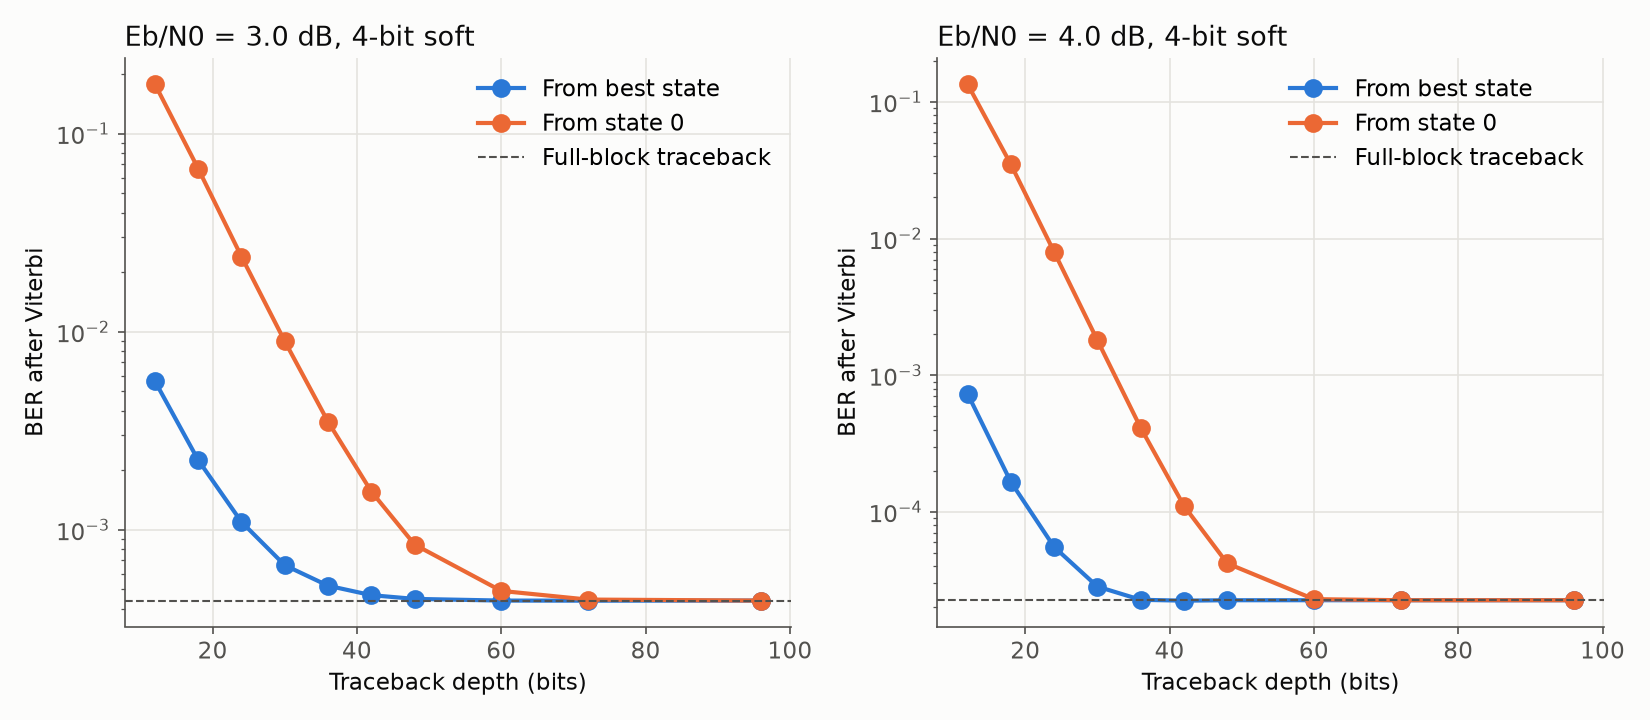 Eb/N0 = 3.0 dB, 4-bit soft
From best state
From state 0
Full-block traceback
10⁻¹
10⁻²
10⁻³
BER after Viterbi
20 40 60 80 100
Traceback depth (bits)
Eb/N0 = 4.0 dB, 4-bit soft
From best state
From state 0
Full-block traceback
10⁻¹
10⁻²
10⁻³
10⁻⁴
BER after Viterbi
20 40 60 80 100
Traceback depth (bits)